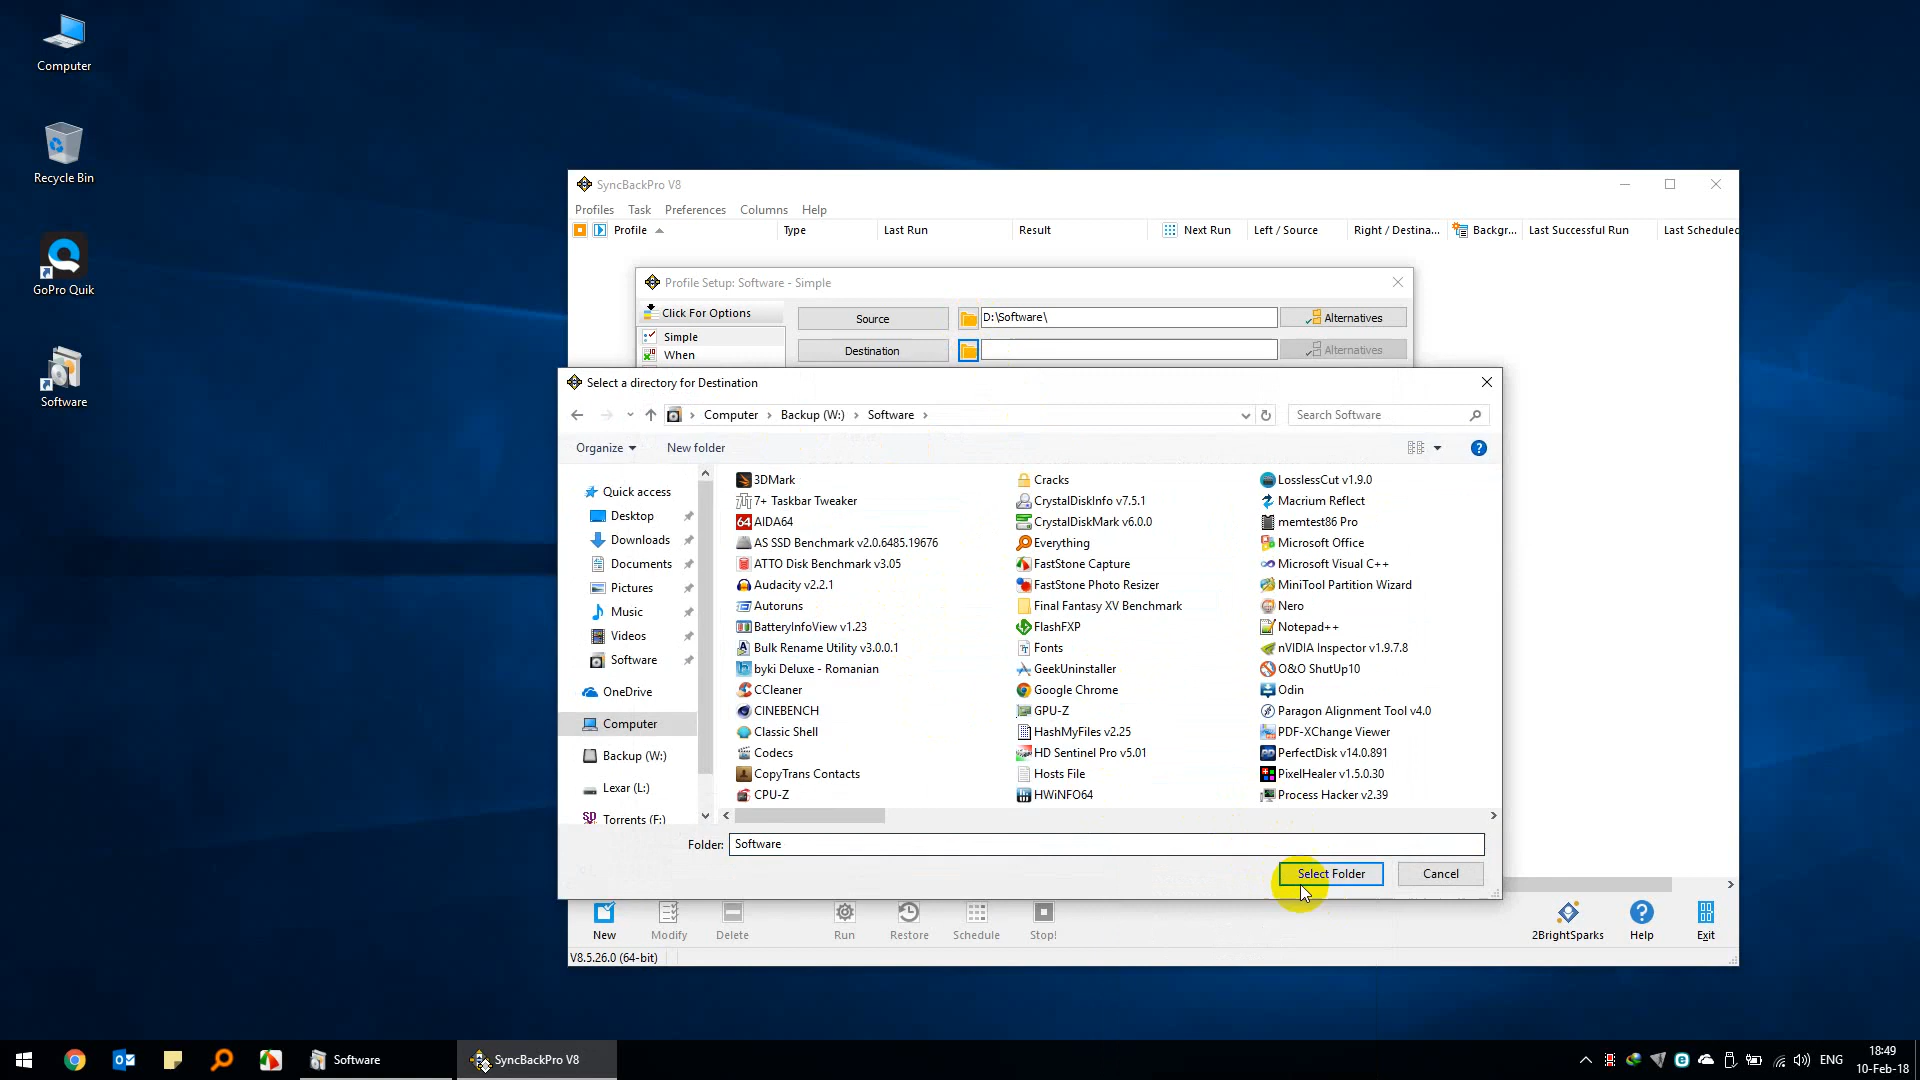 Computer
Recycle Bin
GoPro Quik
Software
SyncBackPro V8
Profiles Task Preferences Columns Help
Profile Type Last Run Result Next Run Left / Source Right / Destina... Backgr... Last Successful Run Last Scheduled
Profile Setup: Software - Simple
Click For Options
Simple
When
Source D:\Software\ Alternatives
Destination Alternatives
Select a directory for Destination
Computer Backup (W:) Software
Search Software
Organize New folder
Quick access
Desktop
Downloads
Documents
Pictures
Music
Videos
Software
OneDrive
Computer
Backup (W:)
Lexar (L:)
Torrents (F:)
3DMark
7+ Taskbar Tweaker
AIDA64
AS SSD Benchmark v2.0.6485.19676
ATTO Disk Benchmark v3.05
Audacity v2.2.1
Autoruns
BatteryInfoView v1.23
Bulk Rename Utility v3.0.0.1
byki Deluxe - Romanian
CCleaner
CINEBENCH
Classic Shell
Codecs
CopyTrans Contacts
CPU-Z
Cracks
CrystalDiskInfo v7.5.1
CrystalDiskMark v6.0.0
Everything
FastStone Capture
FastStone Photo Resizer
Final Fantasy XV Benchmark
FlashFXP
Fonts
GeekUninstaller
Google Chrome
GPU-Z
HashMyFiles v2.25
HD Sentinel Pro v5.01
Hosts File
HWiNFO64
LosslessCut v1.9.0
Macrium Reflect
memtest86 Pro
Microsoft Office
Microsoft Visual C++
MiniTool Partition Wizard
Nero
Notepad++
nVIDIA Inspector v1.9.7.8
O&O ShutUp10
Odin
Paragon Alignment Tool v4.0
PDF-XChange Viewer
PerfectDisk v14.0.891
PixelHealer v1.5.0.30
Process Hacker v2.39
Folder: Software
Select Folder Cancel
New Modify Delete Run Restore Schedule Stop! 2BrightSparks Help Exit
V8.5.26.0 (64-bit)
Software
SyncBackPro V8
ENG
18:49
10-Feb-18